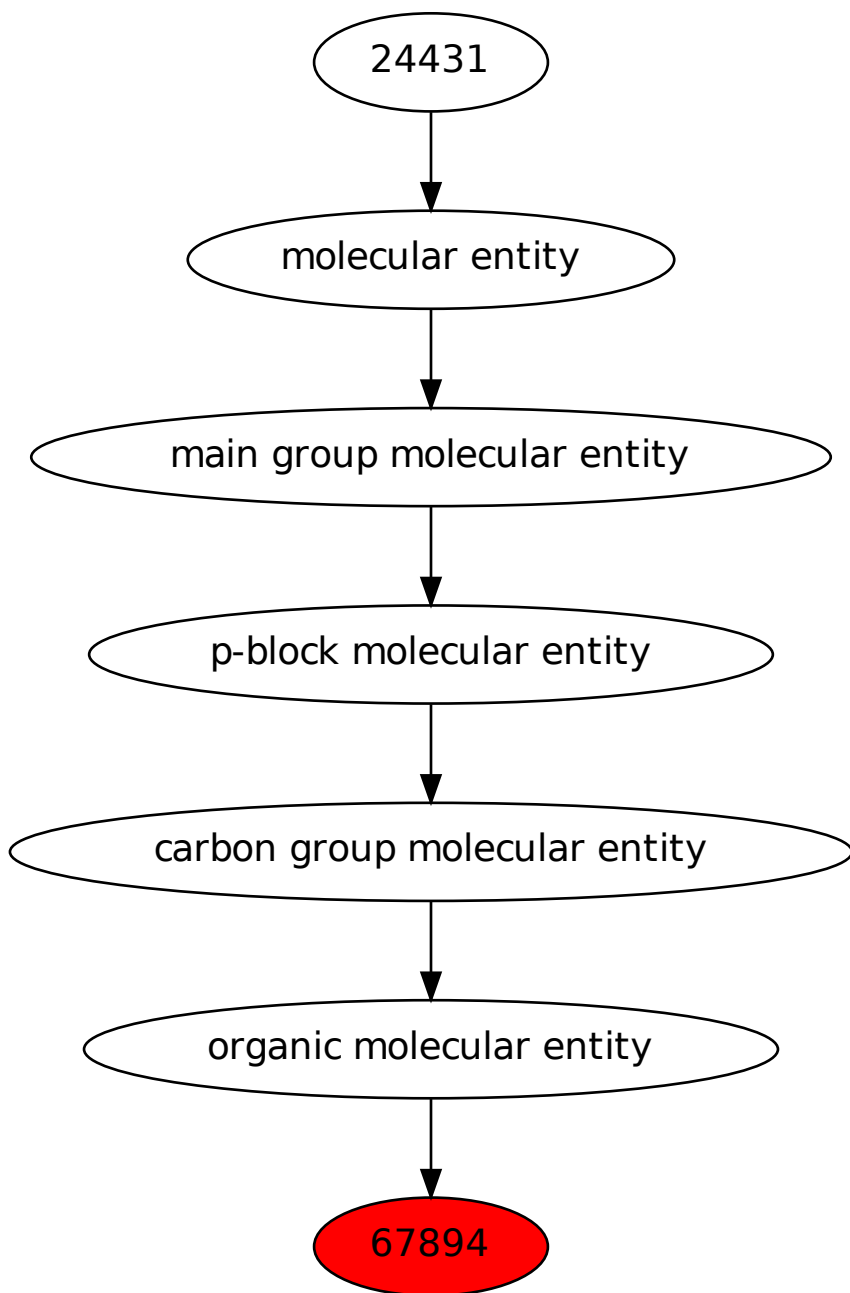 24431
molecular entity
main group molecular entity
p-block molecular entity
carbon group molecular entity
organic molecular entity
67894